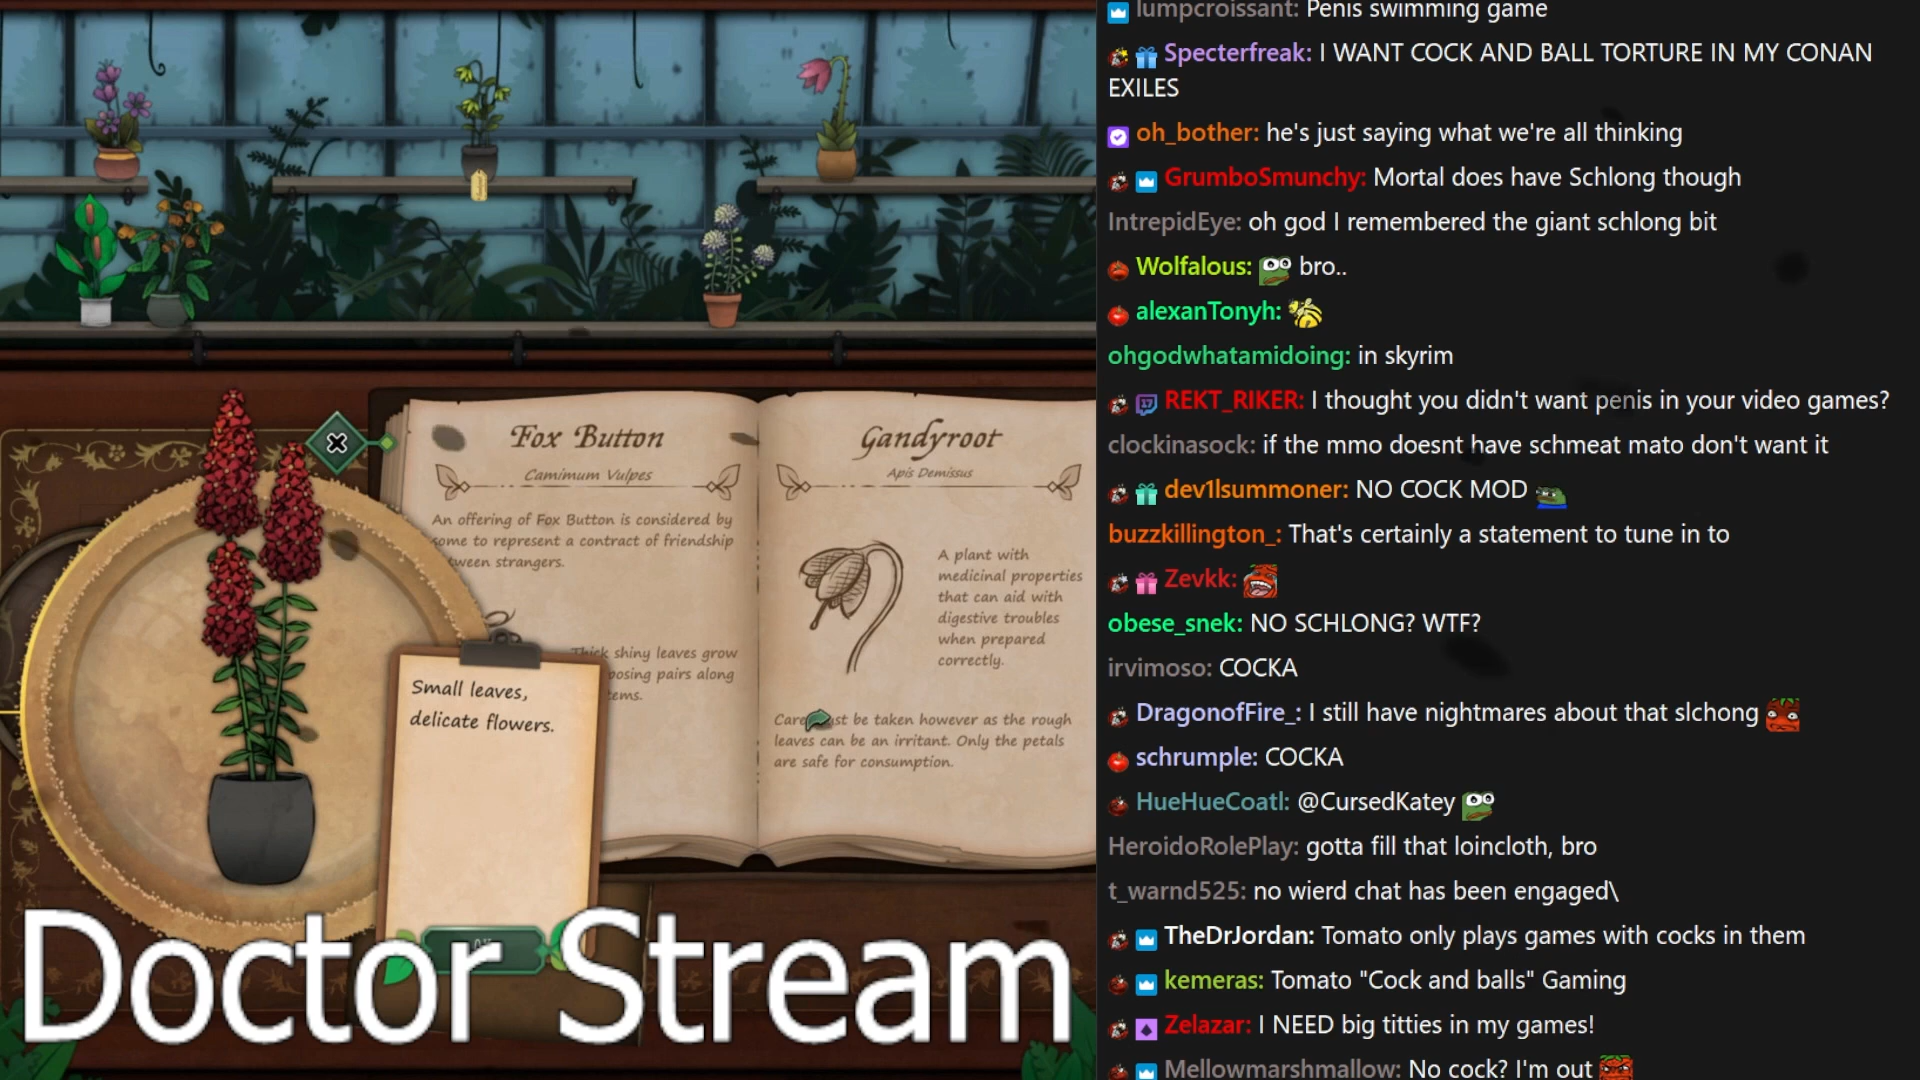 Fox Button
Camimum Vulpes
An offering of Fox Button is considered by
some to represent a contract of friendship
between strangers.
Thick shiny leaves grow
posing pairs along
tems.
Gandyroot
Apis Demissus
A plant with
medicinal properties
that can aid with
digestive troubles
when prepared
correctly.
Care must be taken however as the rough
leaves can be an irritant. Only the petals
are safe for consumption.
Small leaves,
delicate flowers.
Doctor Stream
lumpcroissant: Penis swimming game
Specterfreak: I WANT COCK AND BALL TORTURE IN MY CONAN
EXILES
oh_bother: he's just saying what we're all thinking
GrumboSmunchy: Mortal does have Schlong though
IntrepidEye: oh god I remembered the giant schlong bit
Wolfalous: bro..
alexanTonyh:
ohgodwhatamidoing: in skyrim
REKT_RIKER: I thought you didn't want penis in your video games?
clockinasock: if the mmo doesnt have schmeat mato don't want it
dev1lsummoner: NO COCK MOD
buzzkillington_: That's certainly a statement to tune in to
Zevkk:
obese_snek: NO SCHLONG? WTF?
irvimoso: COCKA
DragonofFire_: I still have nightmares about that slchong
schrumple: COCKA
HueHueCoatl: @CursedKatey
HeroidoRolePlay: gotta fill that loincloth, bro
t_warnd525: no wierd chat has been engaged\
TheDrJordan: Tomato only plays games with cocks in them
kemeras: Tomato "Cock and balls" Gaming
Zelazar: I NEED big titties in my games!
Mellowmarshmallow: No cock? I'm out